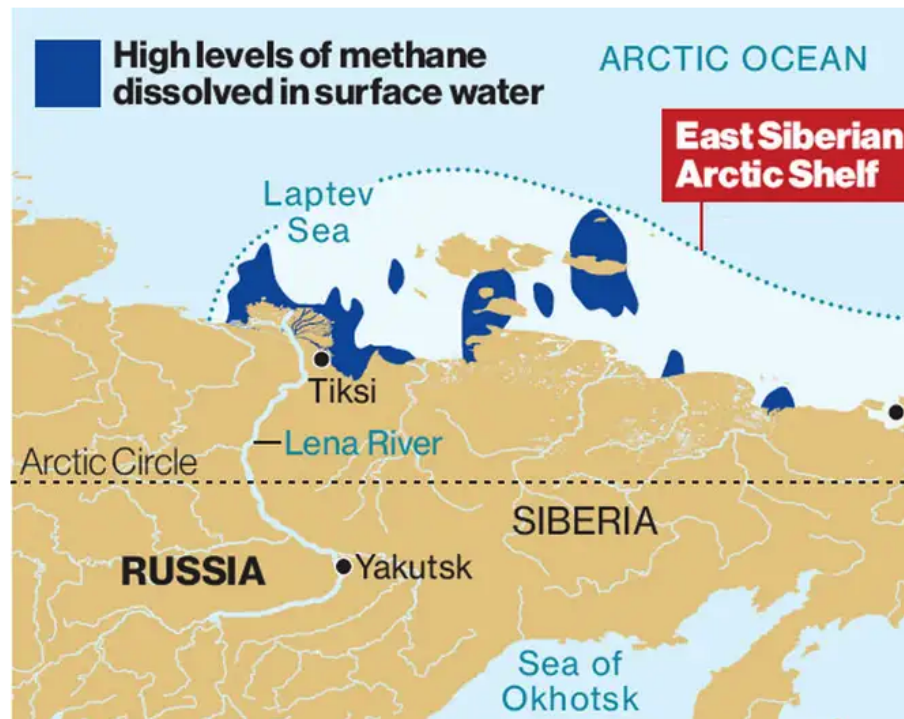 High levels of methane
dissolved in surface water
ARCTIC OCEAN
East Siberian
Arctic Shelf
Laptev
Sea
Tiksi
Lena River
Arctic Circle
SIBERIA
RUSSIA
Yakutsk
Sea of
Okhotsk